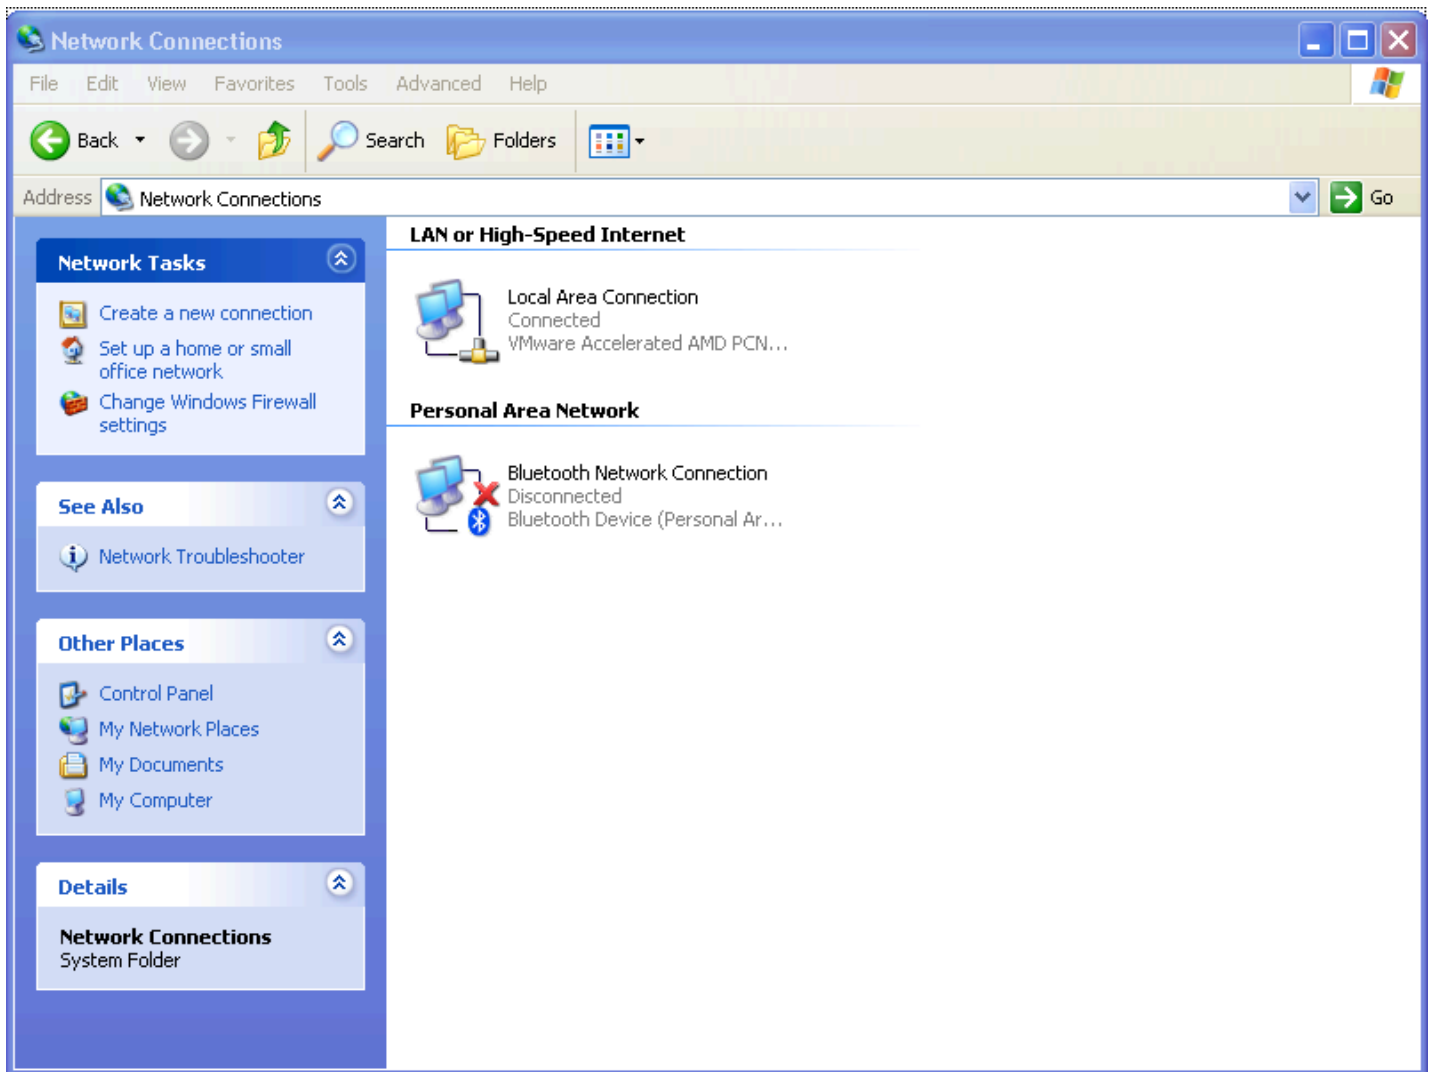 Network Connections
File Edit View Favorites Tools Advanced Help
Back Search Folders
Address Network Connections Go
Network Tasks
Create a new connection
Set up a home or small
office network
Change Windows Firewall
settings
See Also
Network Troubleshooter
Other Places
Control Panel
My Network Places
My Documents
My Computer
Details
Network Connections
System Folder
LAN or High-Speed Internet
Local Area Connection
Connected
VMware Accelerated AMD PCN...
Personal Area Network
Bluetooth Network Connection
Disconnected
Bluetooth Device (Personal Ar...